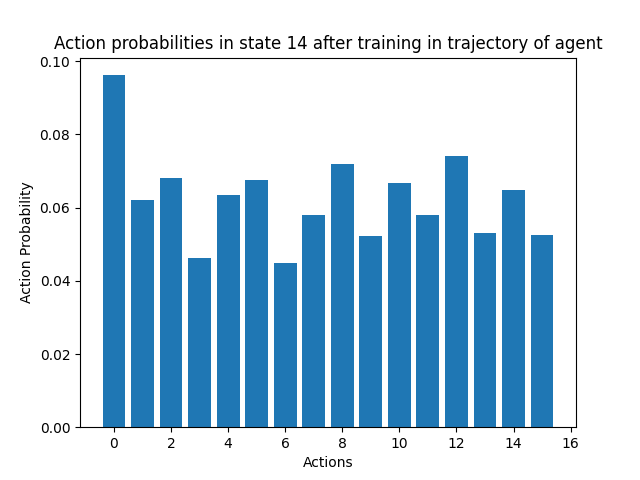 Action probabilities in state 14 after training in trajectory of agent
0.10
0.08
0.06
0.04
0.02
0.00
Action Probability
0 2 4 6 8 10 12 14 16
Actions